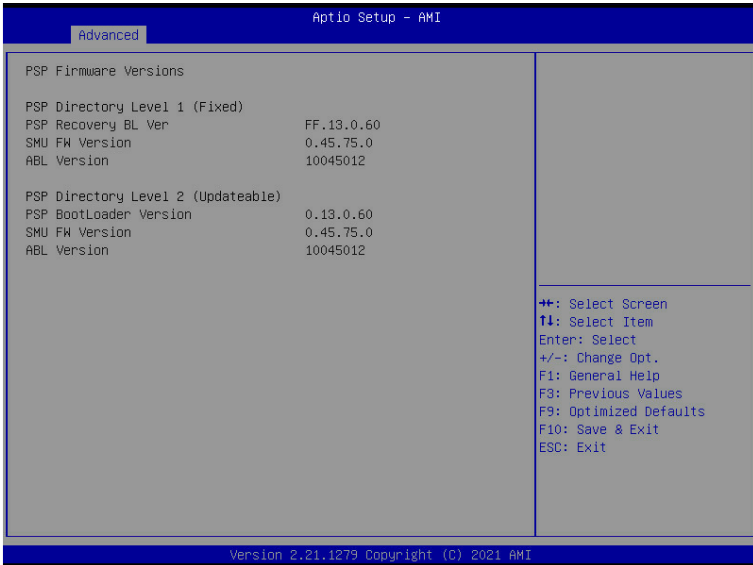 Aptio Setup – AMI
Advanced
PSP Firmware Versions
PSP Directory Level 1 (Fixed)
PSP Recovery BL Ver FF.13.0.60
SMU FW Version 0.45.75.0
ABL Version 10045012
PSP Directory Level 2 (Updateable)
PSP BootLoader Version 0.13.0.60
SMU FW Version 0.45.75.0
ABL Version 10045012
→←: Select Screen
↑↓: Select Item
Enter: Select
+/-: Change Opt.
F1: General Help
F3: Previous Values
F9: Optimized Defaults
F10: Save & Exit
ESC: Exit
Version 2.21.1279 Copyright (C) 2021 AMI